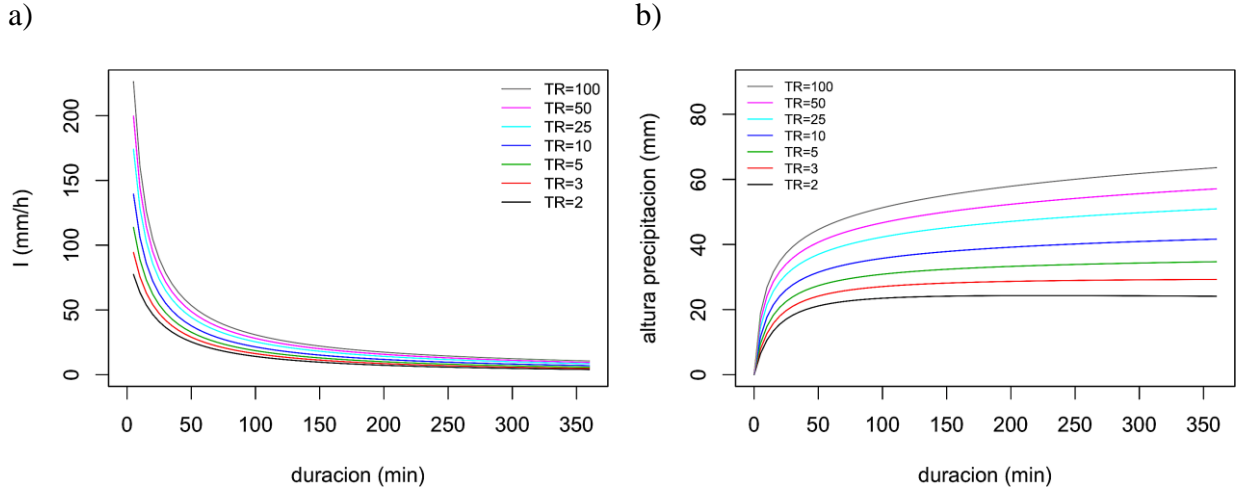 a)
b)
I (mm/h)
200
150
100
50
0
TR=100
TR=50
TR=25
TR=10
TR=5
TR=3
TR=2
0 50 100 150 200 250 300 350
duracion (min)
altura precipitacion (mm)
80
60
40
20
0
TR=100
TR=50
TR=25
TR=10
TR=5
TR=3
TR=2
0 50 100 150 200 250 300 350
duracion (min)